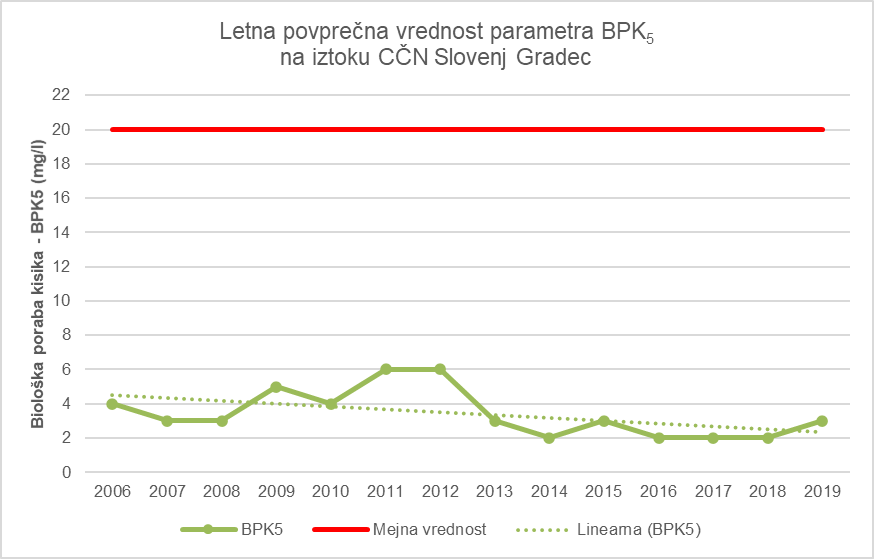 Letna povprečna vrednost parametra BPK5
na iztoku CČN Slovenj Gradec
Biološka poraba kisika - BPK5 (mg/l)
22
20
18
16
14
12
10
8
6
4
2
0
2006 2007 2008 2009 2010 2011 2012 2013 2014 2015 2016 2017 2018 2019
BPK5 Mejna vrednost Linearna (BPK5)